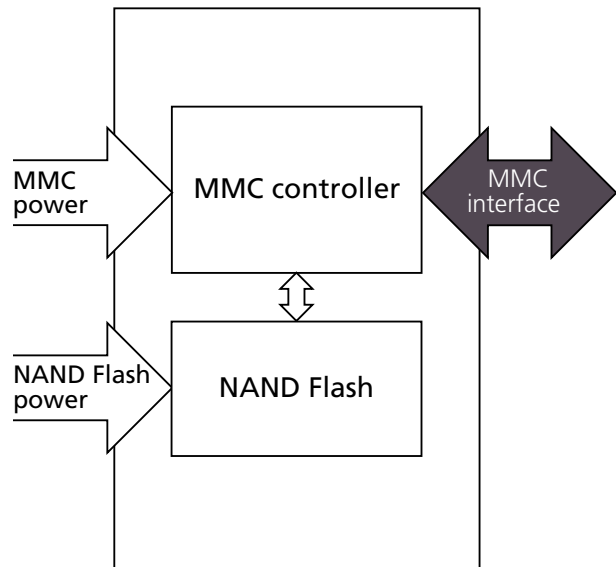 MMC
power
MMC controller
MMC
interface
NAND Flash
power
NAND Flash